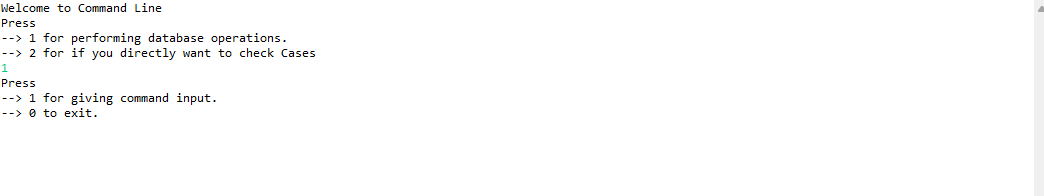 Welcome to Command Line
Press
--> 1 for performing database operations.
--> 2 for if you directly want to check Cases
1
Press
--> 1 for giving command input.
--> 0 to exit.